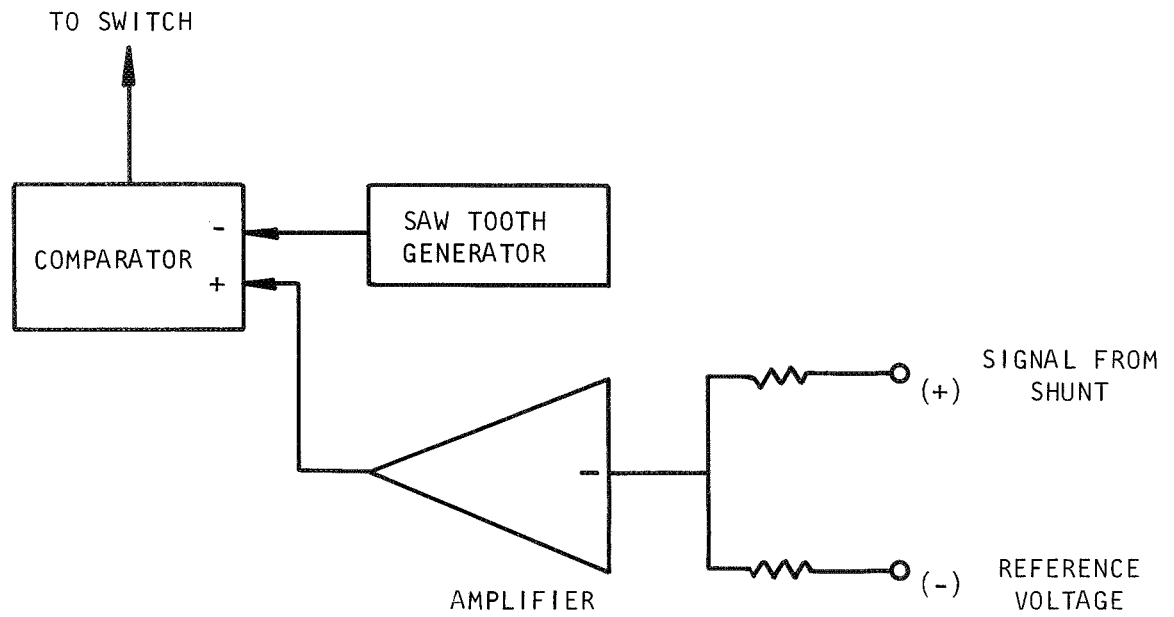 TO SWITCH
SAW TOOTH
GENERATOR
-
COMPARATOR
+
SIGNAL FROM
(+)
SHUNT
-
REFERENCE
(-)
VOLTAGE
AMPLIFIER